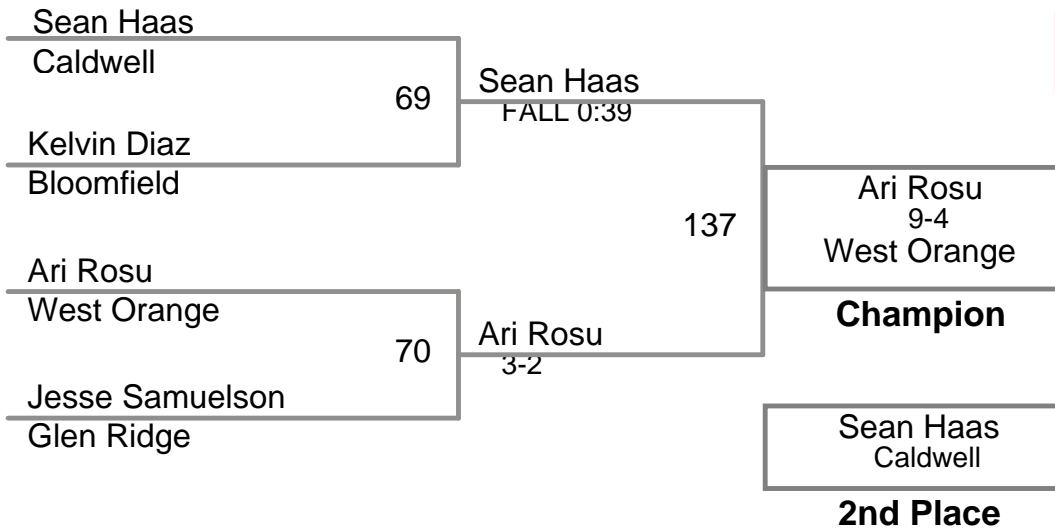 Sean Haas
Caldwell
69
Sean Haas
FALL 0:39
Kelvin Diaz
Bloomfield
137
Ari Rosu
9-4
West Orange
Champion
Ari Rosu
West Orange
70
Ari Rosu
3-2
Jesse Samuelson
Glen Ridge
Sean Haas
Caldwell
2nd Place